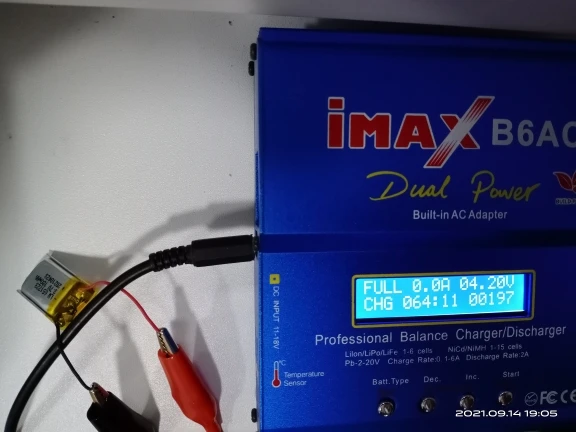 iMAX B6AC
Dual Power
Built-in AC Adapter
FULL 0.0A 04.20V
CHG 064:11 00197
DC INPUT 11-18V
Professional Balance Charger/Discharger
LiIon/LiPo/LiFe 1-6 cells NiCd/NiMH 1-15 cells
Pb-2-20V Charge Rate:0.1-6A Discharge Rate:2A
°C
Temperature
Sensor
Batt.Type Dec. Inc. Start
FC
2021.09.14 19:05